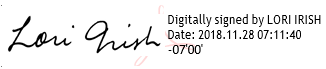 Lori Irish Digitally signed by LORI IRISH
Date: 2018.11.28 07:11:40
-07'00'